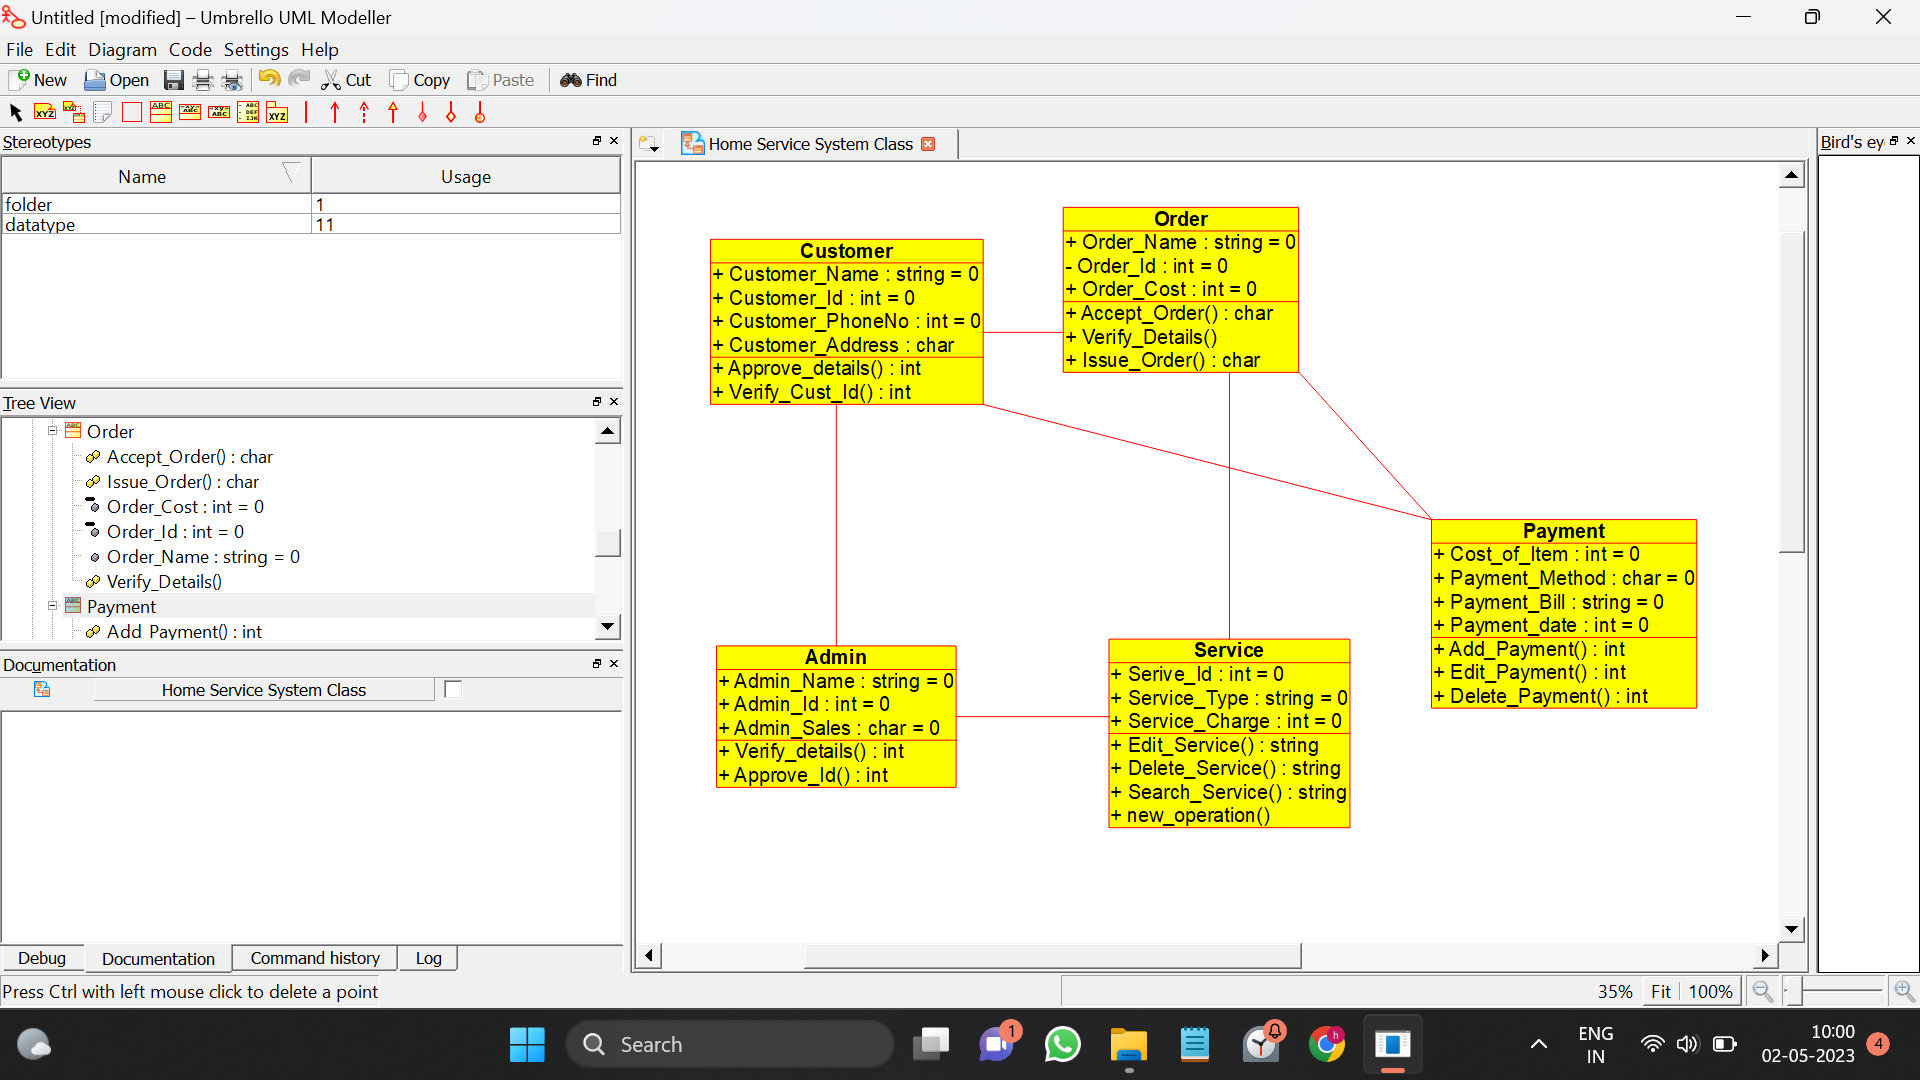 Untitled [modified] – Umbrello UML Modeller
File Edit Diagram Code Settings Help
New Open Cut Copy Paste Find
Stereotypes
Name Usage
folder 1
datatype 11
Tree View
Order
Accept_Order() : char
Issue_Order() : char
Order_Cost : int = 0
Order_Id : int = 0
Order_Name : string = 0
Verify_Details()
Payment
Add_Payment() : int
Documentation
Home Service System Class
Debug Documentation Command history Log
Press Ctrl with left mouse click to delete a point
Home Service System Class
Bird's ey
Customer
+ Customer_Name : string = 0
+ Customer_Id : int = 0
+ Customer_PhoneNo : int = 0
+ Customer_Address : char
+ Approve_details() : int
+ Verify_Cust_Id() : int
Order
+ Order_Name : string = 0
- Order_Id : int = 0
+ Order_Cost : int = 0
+ Accept_Order() : char
+ Verify_Details()
+ Issue_Order() : char
Payment
+ Cost_of_Item : int = 0
+ Payment_Method : char = 0
+ Payment_Bill : string = 0
+ Payment_date : int = 0
+ Add_Payment() : int
+ Edit_Payment() : int
+ Delete_Payment() : int
Admin
+ Admin_Name : string = 0
+ Admin_Id : int = 0
+ Admin_Sales : char = 0
+ Verify_details() : int
+ Approve_Id() : int
Service
+ Serive_Id : int = 0
+ Service_Type : string = 0
+ Service_Charge : int = 0
+ Edit_Service() : string
+ Delete_Service() : string
+ Search_Service() : string
+ new_operation()
35% Fit 100%
Search
1
ENG
IN
10:00
02-05-2023
4